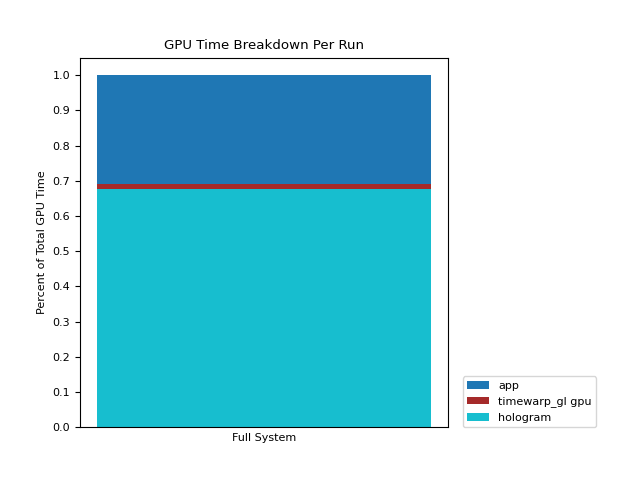 GPU Time Breakdown Per Run
Percent of Total GPU Time
1.0
0.9
0.8
0.7
0.6
0.5
0.4
0.3
0.2
0.1
0.0
Full System
app
timewarp_gl gpu
hologram